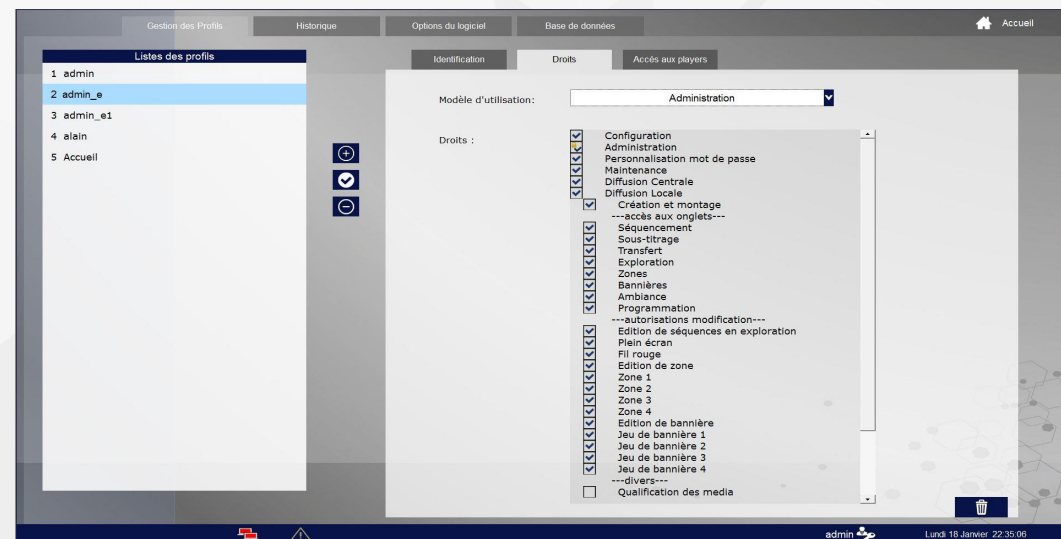 Gestion des Profils
Historique
Options du logiciel
Base de données
Accueil
Listes des profils
1 admin
2 admin_e
3 admin_e1
4 alain
5 Accueil
Identification
Droits
Accès aux players
Modèle d'utilisation:
Administration
Droits :
Configuration
Administration
Personnalisation mot de passe
Maintenance
Diffusion Centrale
Diffusion Locale
Création et montage
---accès aux onglets---
Séquencement
Sous-titrage
Transfert
Exploration
Zones
Bannières
Ambiance
Programmation
---autorisations modification---
Edition de séquences en exploration
Plein écran
Fil rouge
Edition de zone
Zone 1
Zone 2
Zone 3
Zone 4
Edition de bannière
Jeu de bannière 1
Jeu de bannière 2
Jeu de bannière 3
Jeu de bannière 4
---divers---
Qualification des media
admin
Lundi 18 Janvier 22:35:06